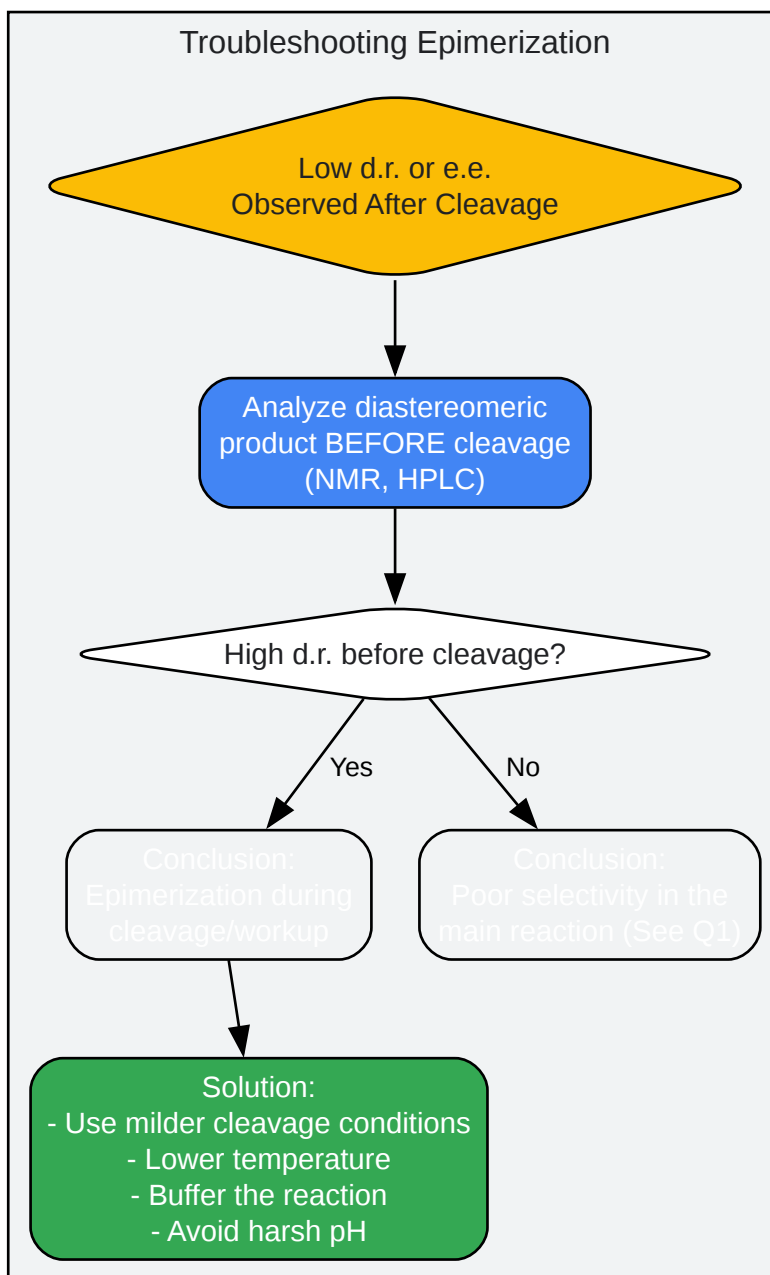 Troubleshooting Epimerization
Low d.r. or e.e.
Observed After Cleavage
Analyze diastereomeric
product BEFORE cleavage
(NMR, HPLC)
High d.r. before cleavage?
Yes
No
Conclusion:
Epimerization during
cleavage/workup
Conclusion:
Poor selectivity in the
main reaction (See Q1)
Solution:
- Use milder cleavage conditions
- Lower temperature
- Buffer the reaction
- Avoid harsh pH